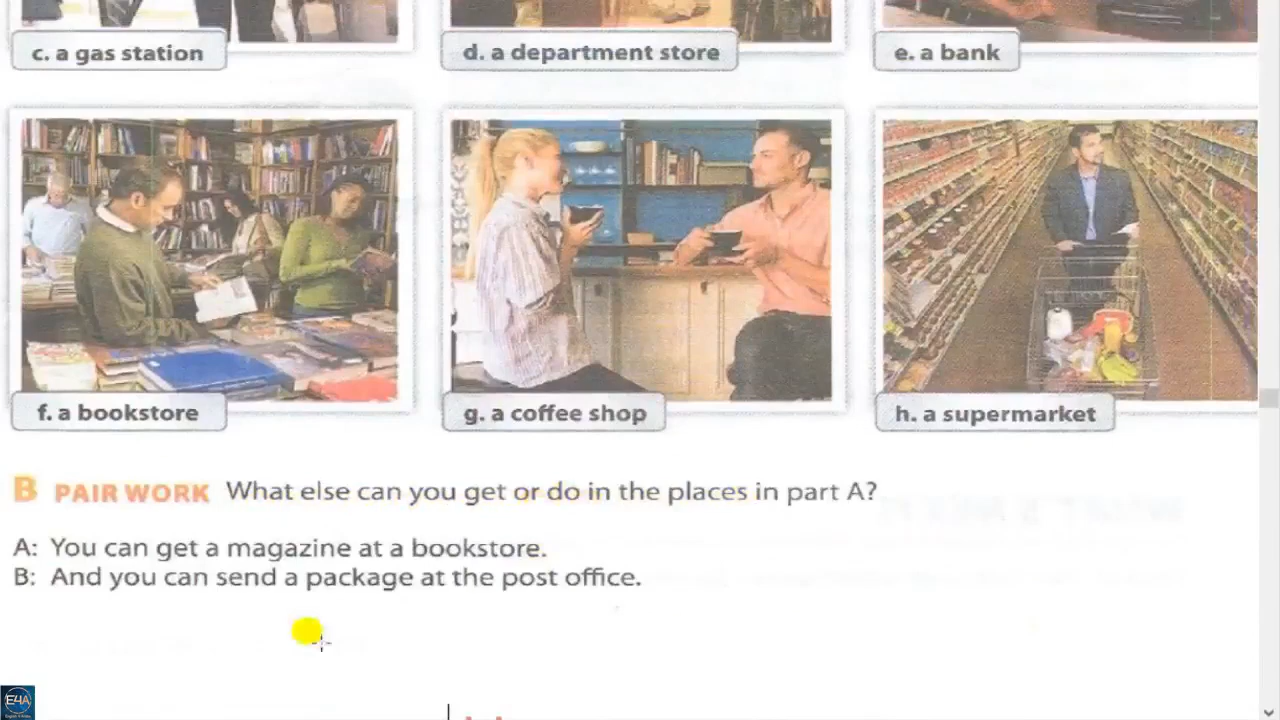 c. a gas station
d. a department store
e. a bank
f. a bookstore
g. a coffee shop
h. a supermarket
B PAIR WORK What else can you get or do in the places in part A?
A: You can get a magazine at a bookstore.
B: And you can send a package at the post office.
E4A